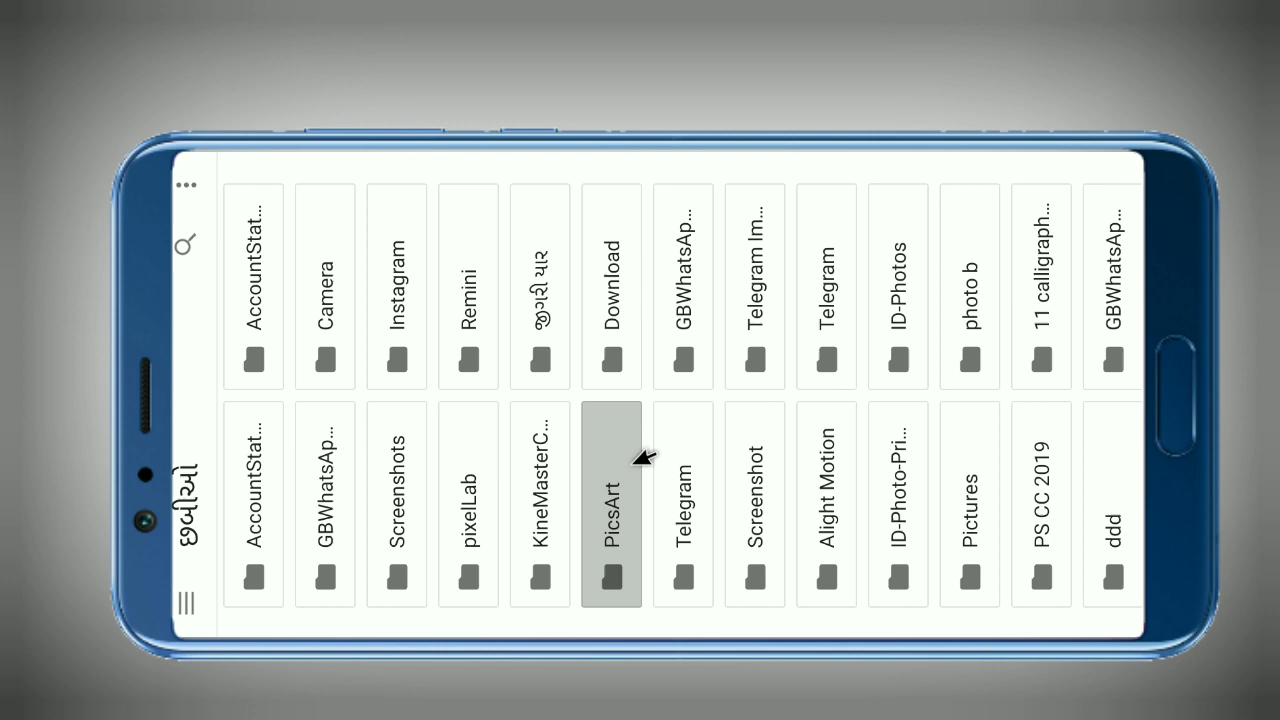 છબીઓ
AccountStat...
AccountStat...
GBWhatsAp...
Camera
Screenshots
Instagram
pixelLab
Remini
KineMasterC...
જીગરી યાર
PicsArt
Download
Telegram
GBWhatsAp...
Screenshot
Telegram Im...
Alight Motion
Telegram
ID-Photo-Pri...
ID-Photos
Pictures
photo b
PS CC 2019
11 calligraph...
ddd
GBWhatsAp...